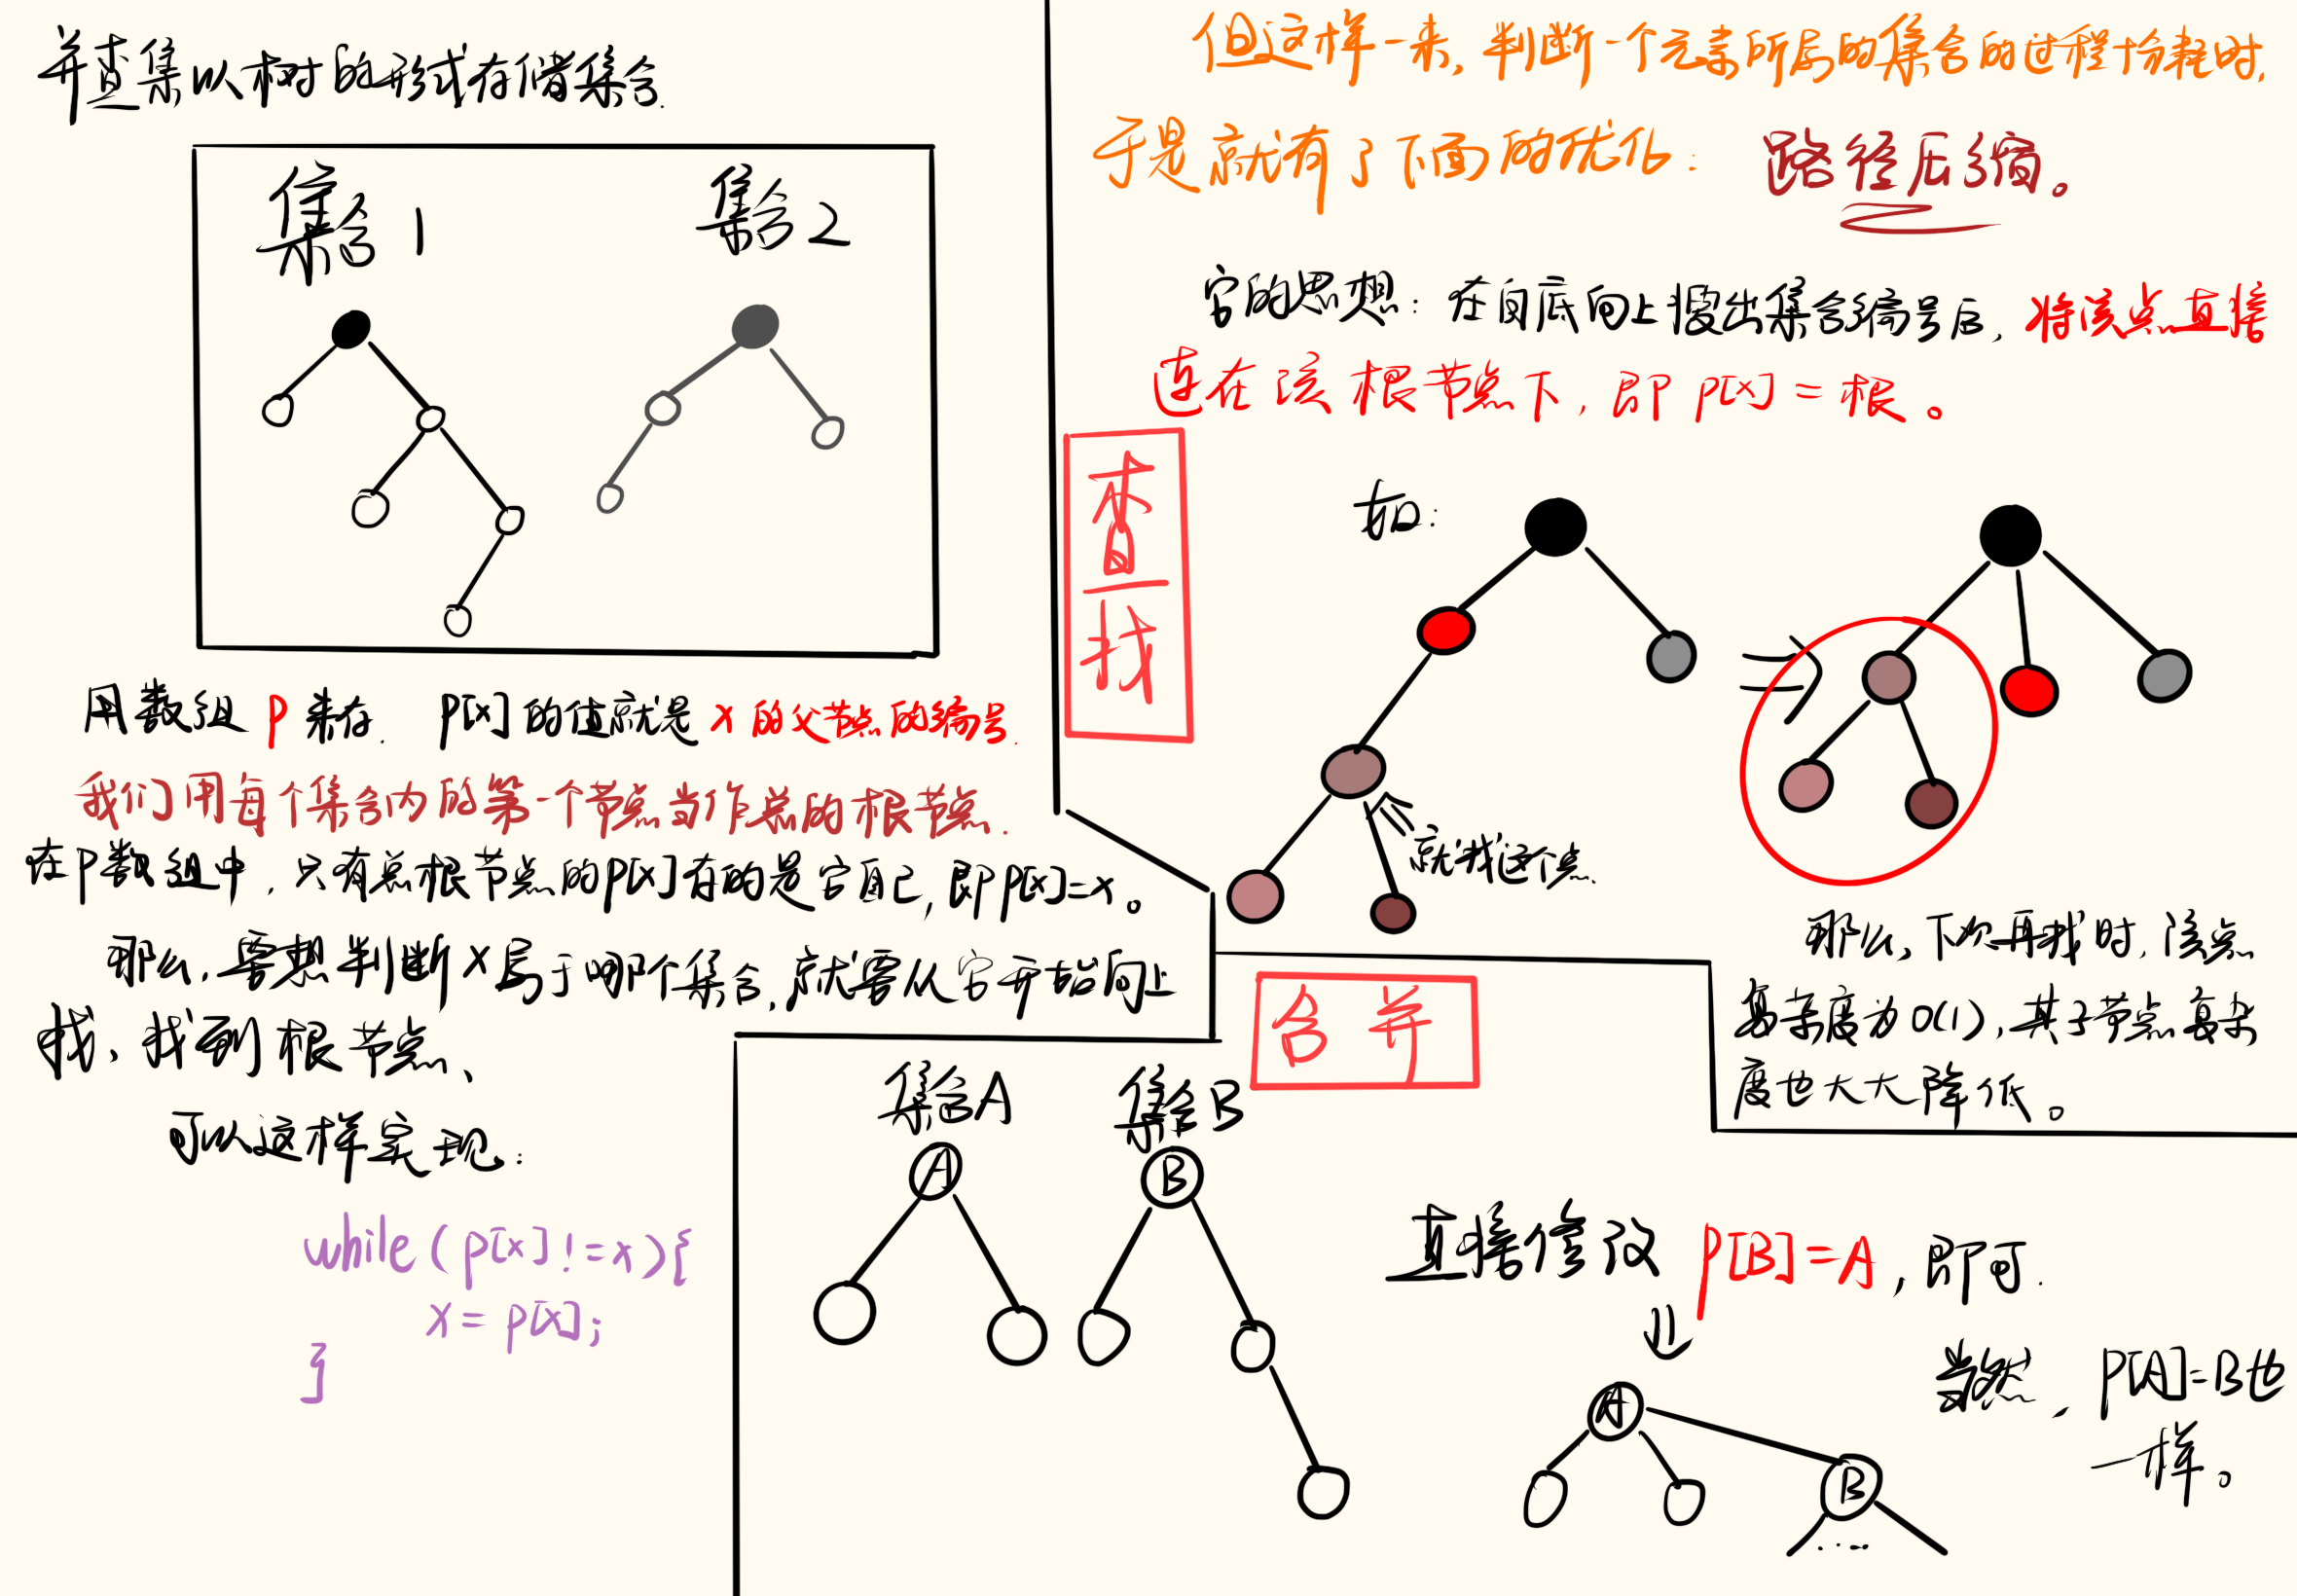 并查集以树的形式存储集合.
集合1
集合2
用数组 P 来存. P[x] 的值就是 x 的父节点的编号.
我们用每个集合内的第一个节点当作总的根节点.
在P数组中,只有总根节点的P[x]存的是它自己,即P[x]=x。
那么,要想判断X属于哪个集合,就要从它开始向上
找、找到根节点、
可以这样实现:
while(p[x]!=x){
x=p[x];
}
但这样一来,判断一个元素所属的集合的过程十分耗时,
于是就有了下面的优化: 路径压缩。
它的思想:在自底向上搜出集合编号后,将该点直接
连在该根节点下,即 P[x]=根。
查找
如:
就找这个点.
那么,下次再找时,该点
复杂度为O(1),其子节点复杂
度也大大降低。
合并
集合A
集合B
A
B
直接修改 P[B]=A,即可.
A
B
....
当然, P[A]=B也
一样。